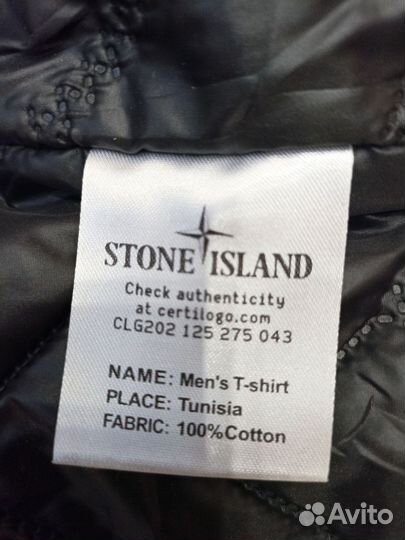 STONE ISLAND
Check authenticity
at certilogo.com
CLG202 125 275 043
NAME: Men's T-shirt
PLACE: Tunisia
FABRIC: 100%Cotton
Avito